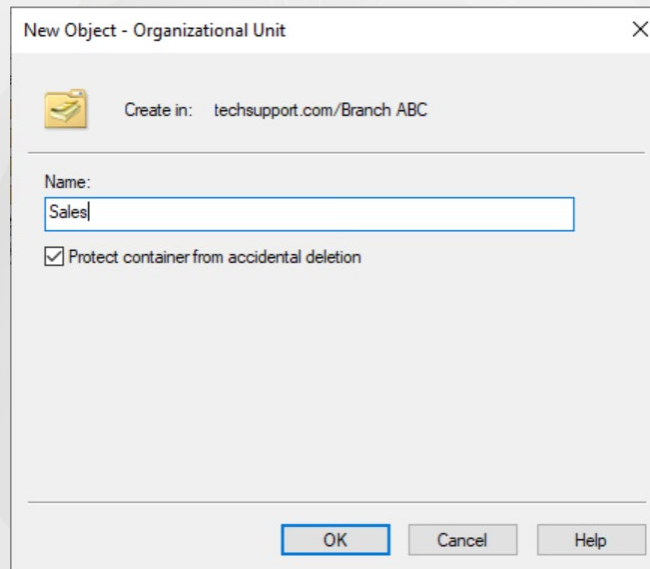 New Object - Organizational Unit
Create in: techsupport.com/Branch ABC
Name:
Sales
Protect container from accidental deletion
OK Cancel Help